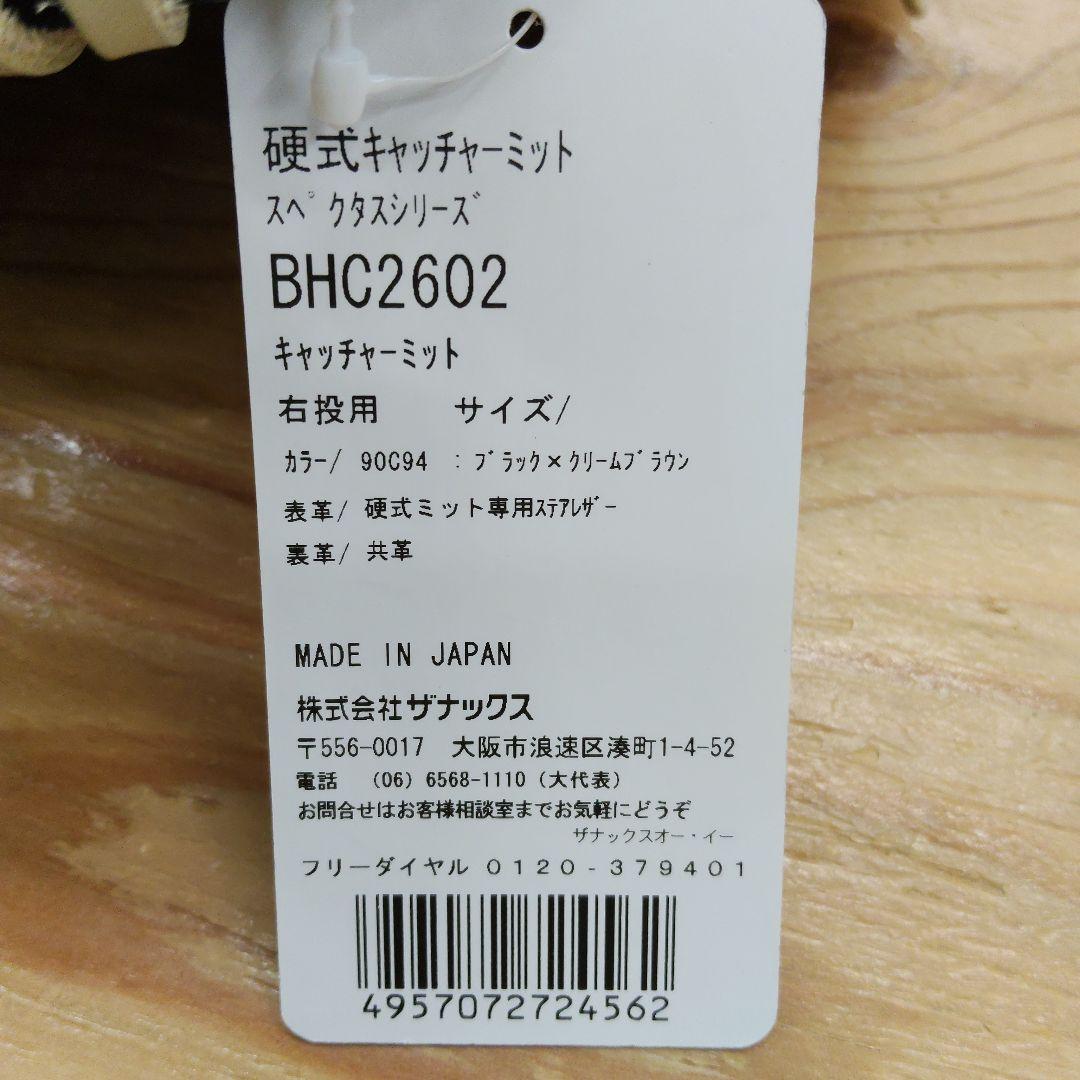 硬式ｷｬｯﾁｬｰﾐｯﾄ
ｽﾍﾟｸﾀｽｼﾘｰｽﾞ
BHC2602
ｷｬｯﾁｬｰﾐｯﾄ
右投用 サイズ/
ｶﾗｰ/ 90C94 : ﾌﾞﾗｯｸ×ｸﾘｰﾑﾌﾞﾗｳﾝ
表革/ 硬式ミット専用ｽﾃｱﾚｻﾞｰ
裏革/ 共革
MADE IN JAPAN
株式会社ザナックス
〒556-0017 大阪市浪速区湊町1-4-52
電話 (06) 6568-1110 (大代表)
お問合せはお客様相談室までお気軽にどうぞ
ザナックスオー・イー
フリーダイヤル ０１２０-３７９４０１
4957072724562